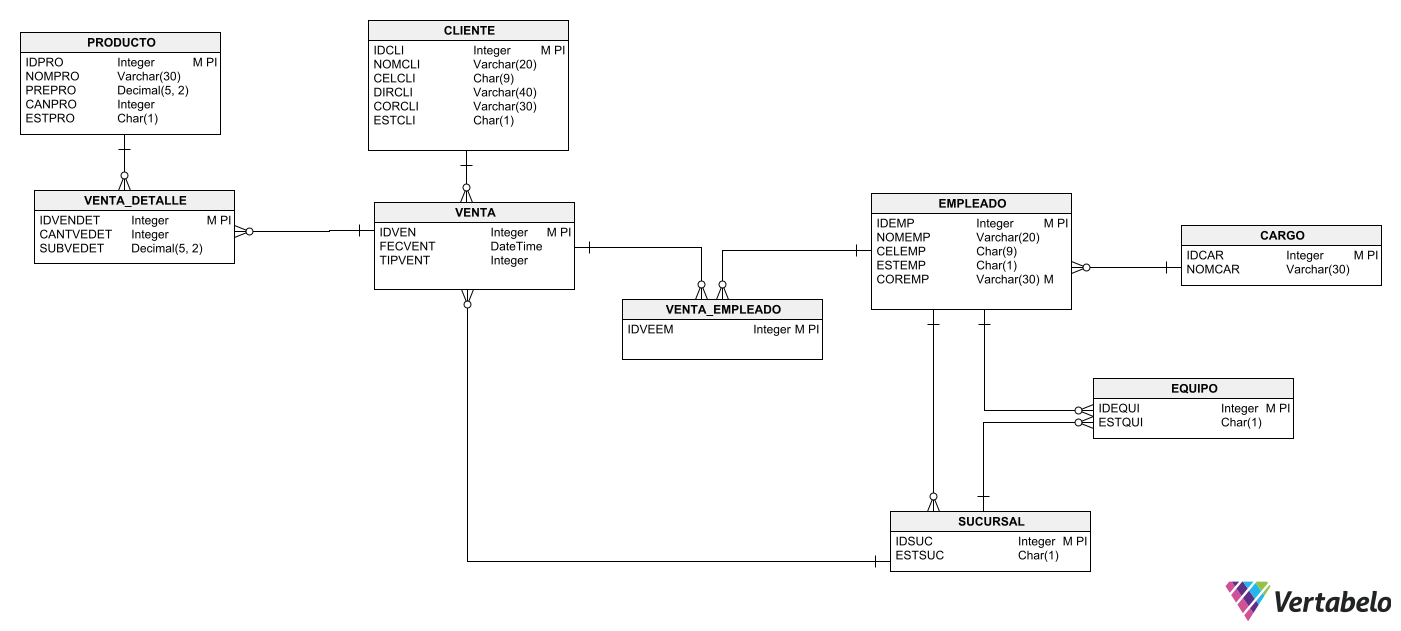 PRODUCTO
IDPRO Integer M PI
NOMPRO Varchar(30)
PREPRO Decimal(5, 2)
CANPRO Integer
ESTPRO Char(1)
CLIENTE
IDCLI Integer M PI
NOMCLI Varchar(20)
CELCLI Char(9)
DIRCLI Varchar(40)
CORCLI Varchar(30)
ESTCLI Char(1)
VENTA_DETALLE
IDVENDET Integer M PI
CANTVEDET Integer
SUBVEDET Decimal(5, 2)
VENTA
IDVEN Integer M PI
FECVENT DateTime
TIPVENT Integer
EMPLEADO
IDEMP Integer M PI
NOMEMP Varchar(20)
CELEMP Char(9)
ESTEMP Char(1)
COREMP Varchar(30) M
CARGO
IDCAR Integer M PI
NOMCAR Varchar(30)
VENTA_EMPLEADO
IDVEEM Integer M PI
EQUIPO
IDEQUI Integer M PI
ESTQUI Char(1)
SUCURSAL
IDSUC Integer M PI
ESTSUC Char(1)
Vertabelo